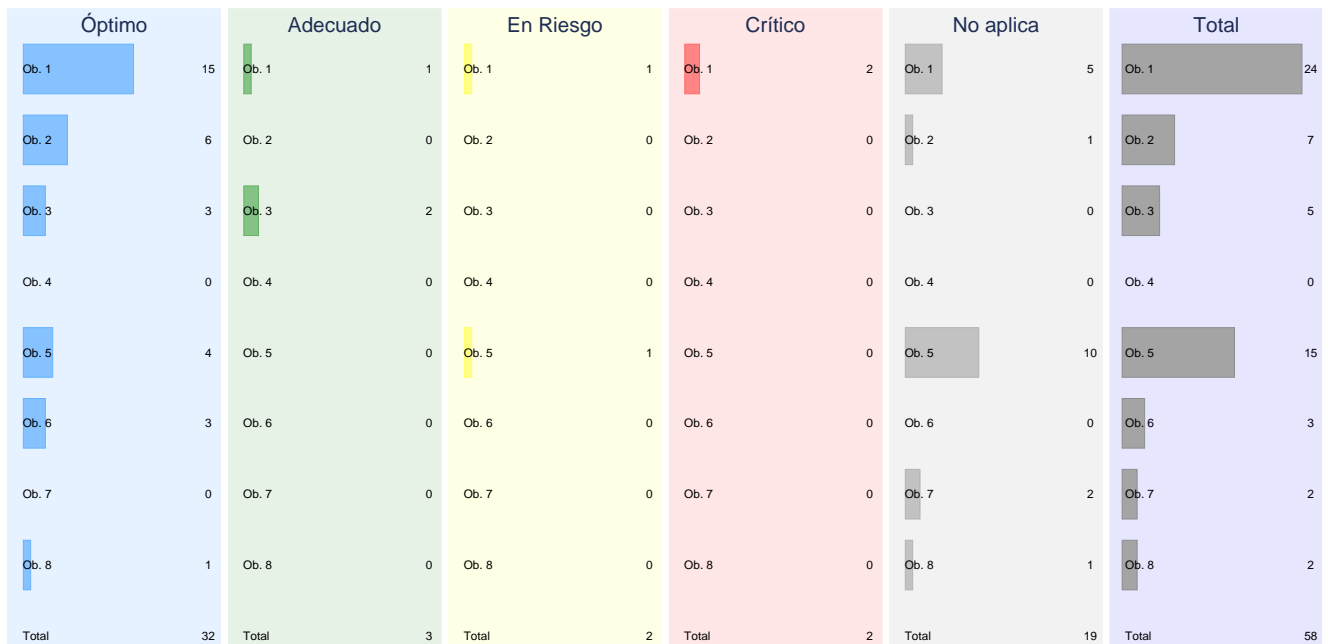 Óptimo Adecuado En Riesgo Crítico No aplica Total
Ob. 1 15 Ob. 1 1 Ob. 1 1 Ob. 1 2 Ob. 1 5 Ob. 1 24
Ob. 2 6 Ob. 2 0 Ob. 2 0 Ob. 2 0 Ob. 2 1 Ob. 2 7
Ob. 3 3 Ob. 3 2 Ob. 3 0 Ob. 3 0 Ob. 3 0 Ob. 3 5
Ob. 4 0 Ob. 4 0 Ob. 4 0 Ob. 4 0 Ob. 4 0 Ob. 4 0
Ob. 5 4 Ob. 5 0 Ob. 5 1 Ob. 5 0 Ob. 5 10 Ob. 5 15
Ob. 6 3 Ob. 6 0 Ob. 6 0 Ob. 6 0 Ob. 6 0 Ob. 6 3
Ob. 7 0 Ob. 7 0 Ob. 7 0 Ob. 7 0 Ob. 7 2 Ob. 7 2
Ob. 8 1 Ob. 8 0 Ob. 8 0 Ob. 8 0 Ob. 8 1 Ob. 8 2
Total 32 Total 3 Total 2 Total 2 Total 19 Total 58